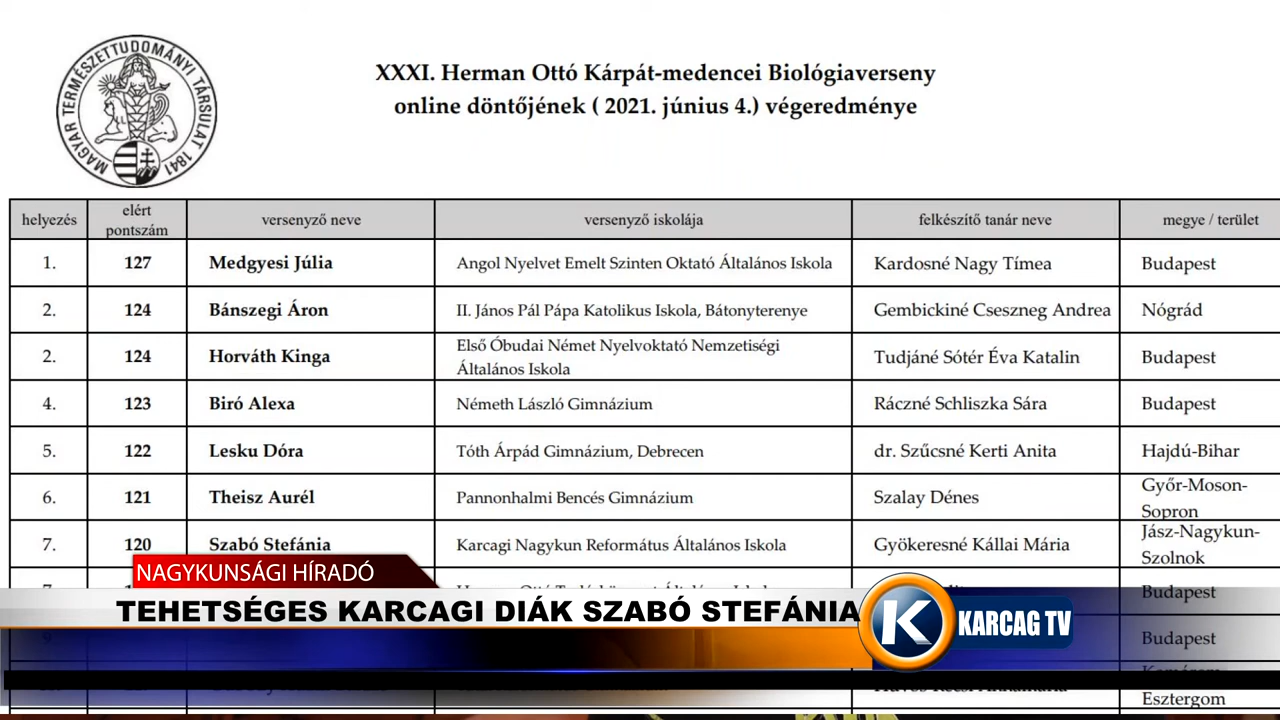 MAGYAR TERMÉSZETTUDOMÁNYI TÁRSULAT 1841
XXXI. Herman Ottó Kárpát-medencei Biológiaverseny
online döntőjének ( 2021. június 4.) végeredménye
helyezés elért pontszám versenyző neve versenyző iskolája felkészítő tanár neve megye / terület
1. 127 Medgyesi Júlia Angol Nyelvet Emelt Szinten Oktató Általános Iskola Kardosné Nagy Tímea Budapest
2. 124 Bánszegi Áron II. János Pál Pápa Katolikus Iskola, Bátonyterenye Gembickiné Cseszneg Andrea Nógrád
2. 124 Horváth Kinga Első Óbudai Német Nyelvoktató Nemzetiségi Általános Iskola Tudjáné Sótér Éva Katalin Budapest
4. 123 Biró Alexa Németh László Gimnázium Ráczné Schliszka Sára Budapest
5. 122 Lesku Dóra Tóth Árpád Gimnázium, Debrecen dr. Szűcsné Kerti Anita Hajdú-Bihar
6. 121 Theisz Aurél Pannonhalmi Bencés Gimnázium Szalay Dénes Győr-Moson-Sopron
7. 120 Szabó Stefánia Karcagi Nagykun Református Általános Iskola Gyökeresné Kállai Mária Jász-Nagykun-Szolnok
7. Budapest
9. Budapest
Esztergom
NAGYKUNSÁGI HÍRADÓ
TEHETSÉGES KARCAGI DIÁK SZABÓ STEFÁNIA
K KARCAG TV